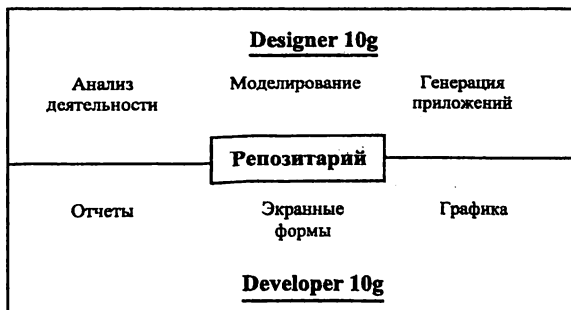 Designer 10g
Анализ деятельности
Моделирование
Генерация приложений
Репозитарий
Отчеты
Экранные формы
Графика
Developer 10g